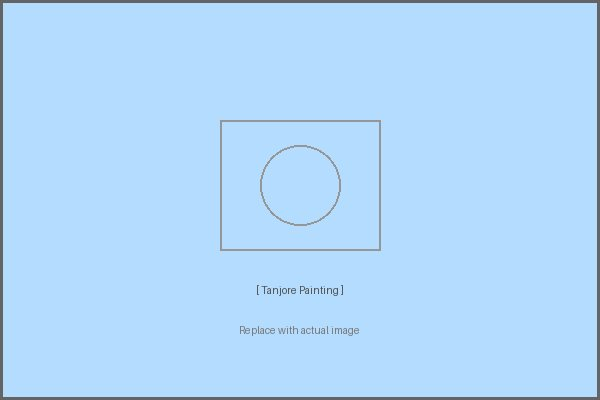 [ Tanjore Painting ]
Replace with actual image